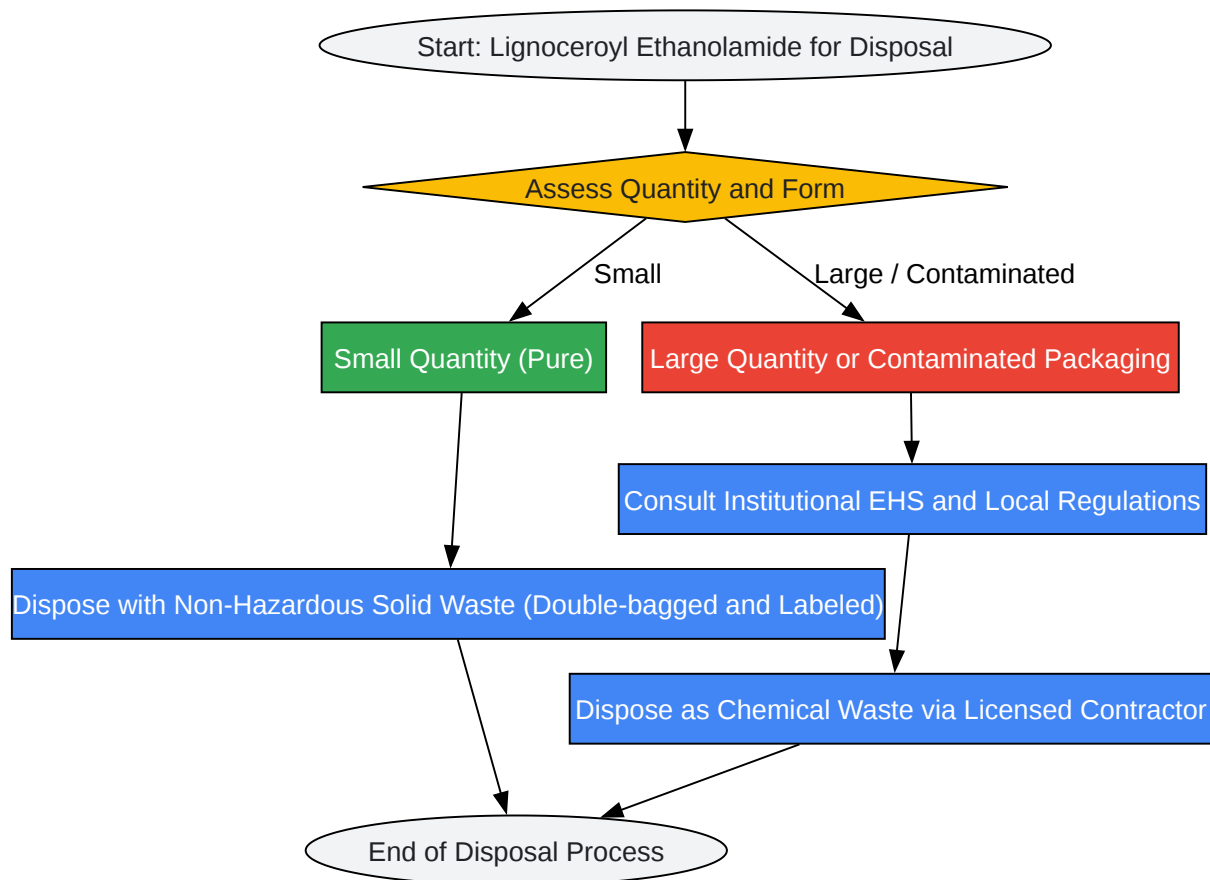 Start: Lignoceroyl Ethanolamide for Disposal
Assess Quantity and Form
Small
Large / Contaminated
Small Quantity (Pure)
Large Quantity or Contaminated Packaging
Consult Institutional EHS and Local Regulations
Dispose with Non-Hazardous Solid Waste (Double-bagged and Labeled)
Dispose as Chemical Waste via Licensed Contractor
End of Disposal Process